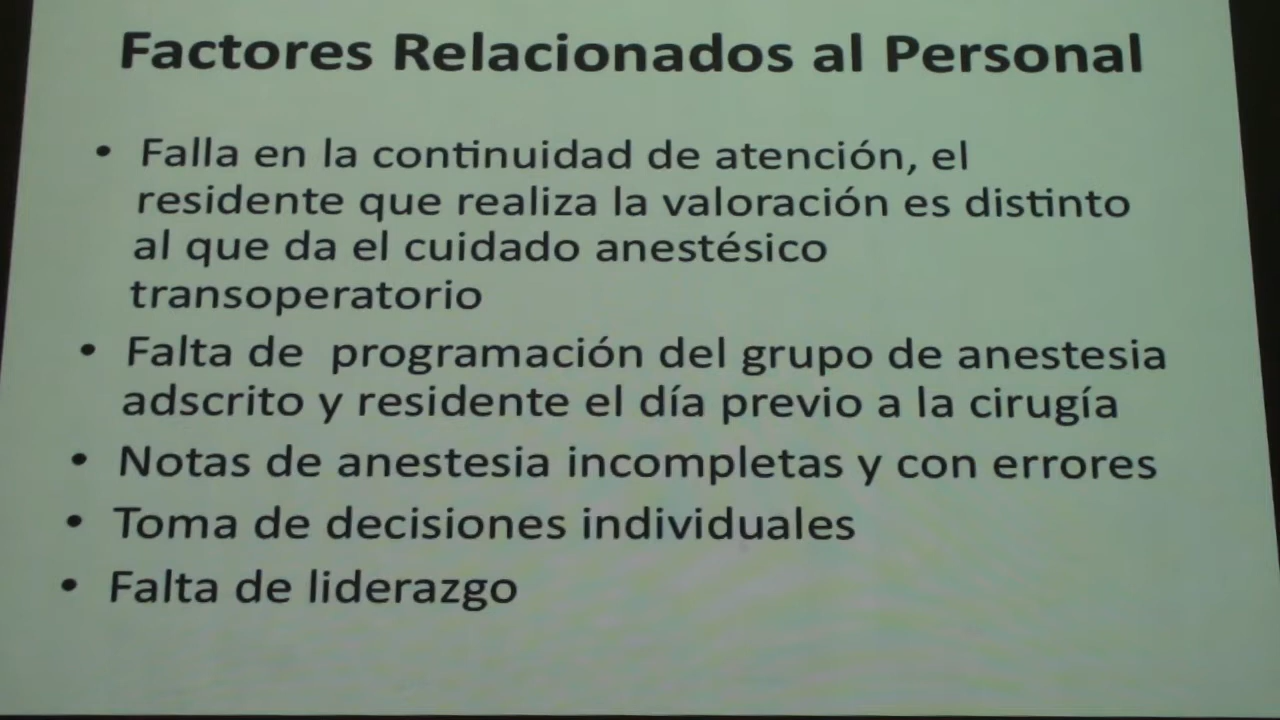 Factores Relacionados al Personal
• Falla en la continuidad de atención, el
residente que realiza la valoración es distinto
al que da el cuidado anestésico
transoperatorio
• Falta de programación del grupo de anestesia
adscrito y residente el día previo a la cirugía
• Notas de anestesia incompletas y con errores
• Toma de decisiones individuales
• Falta de liderazgo